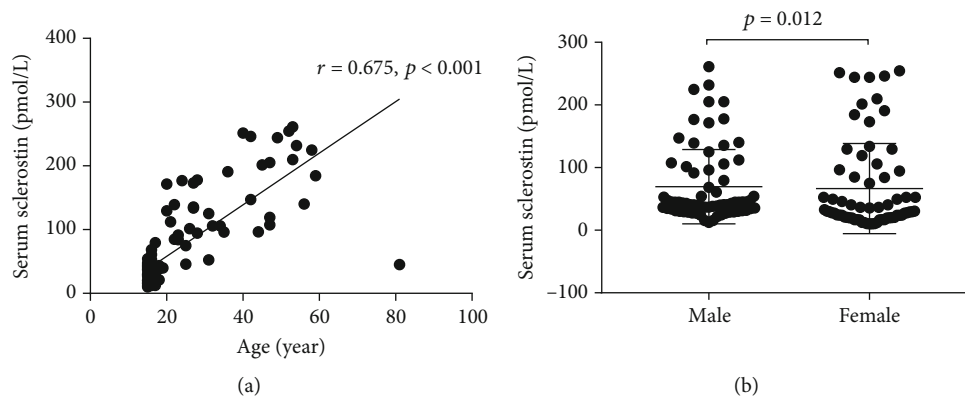 400
300
200
100
0
Serum sclerostin (pmol/L)
r = 0.675, p < 0.001
0 20 40 60 80 100
Age (year)
(a)
p = 0.012
300
200
100
0
−100
Serum sclerostin (pmol/L)
Male Female
(b)